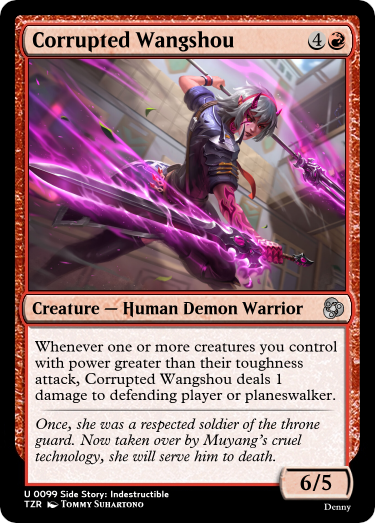 Corrupted Wangshou 4
Creature — Human Demon Warrior
Whenever one or more creatures you control
with power greater than their toughness
attack, Corrupted Wangshou deals 1
damage to defending player or planeswalker.
Once, she was a respected soldier of the throne
guard. Now taken over by Muyang's cruel
technology, she will serve him to death.
6/5
U 0099 Side Story: Indestructible
TZR Tommy Suhartono
Denny